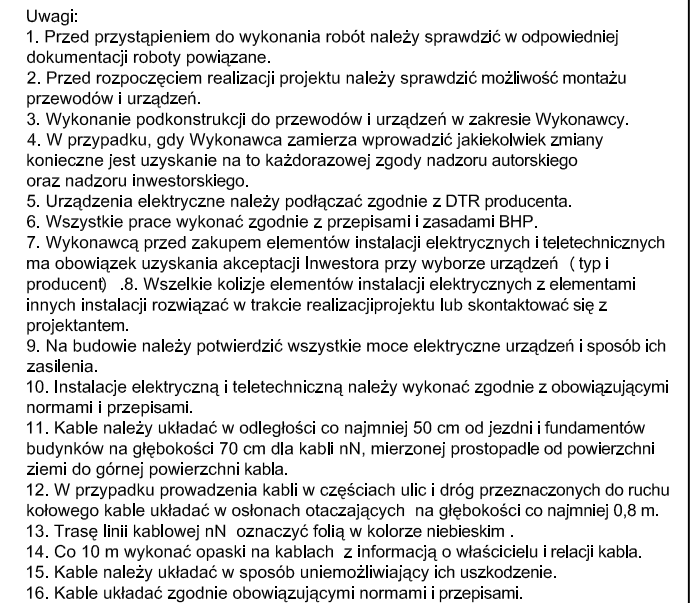 Uwagi:
1. Przed przystąpieniem do wykonania robót należy sprawdzić w odpowiedniej
dokumentacji roboty powiązane.
2. Przed rozpoczęciem realizacji projektu należy sprawdzić możliwość montażu
przewodów i urządzeń.
3. Wykonanie podkonstrukcji do przewodów i urządzeń w zakresie Wykonawcy.
4. W przypadku, gdy Wykonawca zamierza wprowadzić jakiekolwiek zmiany
konieczne jest uzyskanie na to każdorazowej zgody nadzoru autorskiego
oraz nadzoru inwestorskiego.
5. Urządzenia elektryczne należy podłączać zgodnie z DTR producenta.
6. Wszystkie prace wykonać zgodnie z przepisami i zasadami BHP.
7. Wykonawcą przed zakupem elementów instalacji elektrycznych i teletechnicznych
ma obowiązek uzyskania akceptacji Inwestora przy wyborze urządzeń ( typ i
producent) .8. Wszelkie kolizje elementów instalacji elektrycznych z elementami
innych instalacji rozwiązać w trakcie realizacjiprojektu lub skontaktować się z
projektantem.
9. Na budowie należy potwierdzić wszystkie moce elektryczne urządzeń i sposób ich
zasilenia.
10. Instalacje elektryczną i teletechniczną należy wykonać zgodnie z obowiązującymi
normami i przepisami.
11. Kable należy układać w odległości co najmniej 50 cm od jezdni i fundamentów
budynków na głębokości 70 cm dla kabli nN, mierzonej prostopadle od powierzchni
ziemi do górnej powierzchni kabla.
12. W przypadku prowadzenia kabli w częściach ulic i dróg przeznaczonych do ruchu
kołowego kable układać w osłonach otaczających na głębokości co najmniej 0,8 m.
13. Trasę linii kablowej nN oznaczyć folią w kolorze niebieskim .
14. Co 10 m wykonać opaski na kablach z informacją o właścicielu i relacji kabla.
15. Kable należy układać w sposób uniemożliwiający ich uszkodzenie.
16. Kable układać zgodnie obowiązującymi normami i przepisami.